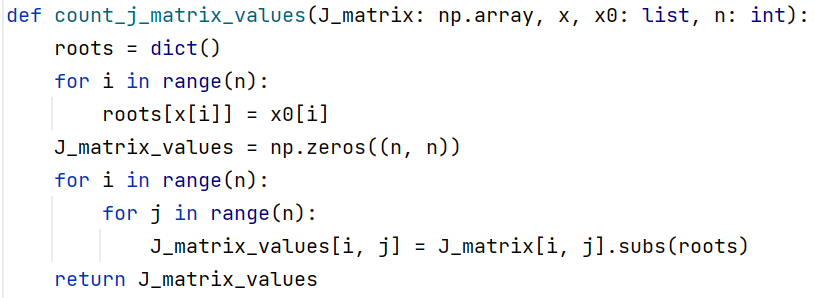 def count_j_matrix_values(J_matrix: np.array, x, x0: list, n: int):
    roots = dict()
    for i in range(n):
        roots[x[i]] = x0[i]
    J_matrix_values = np.zeros((n, n))
    for i in range(n):
        for j in range(n):
            J_matrix_values[i, j] = J_matrix[i, j].subs(roots)
    return J_matrix_values